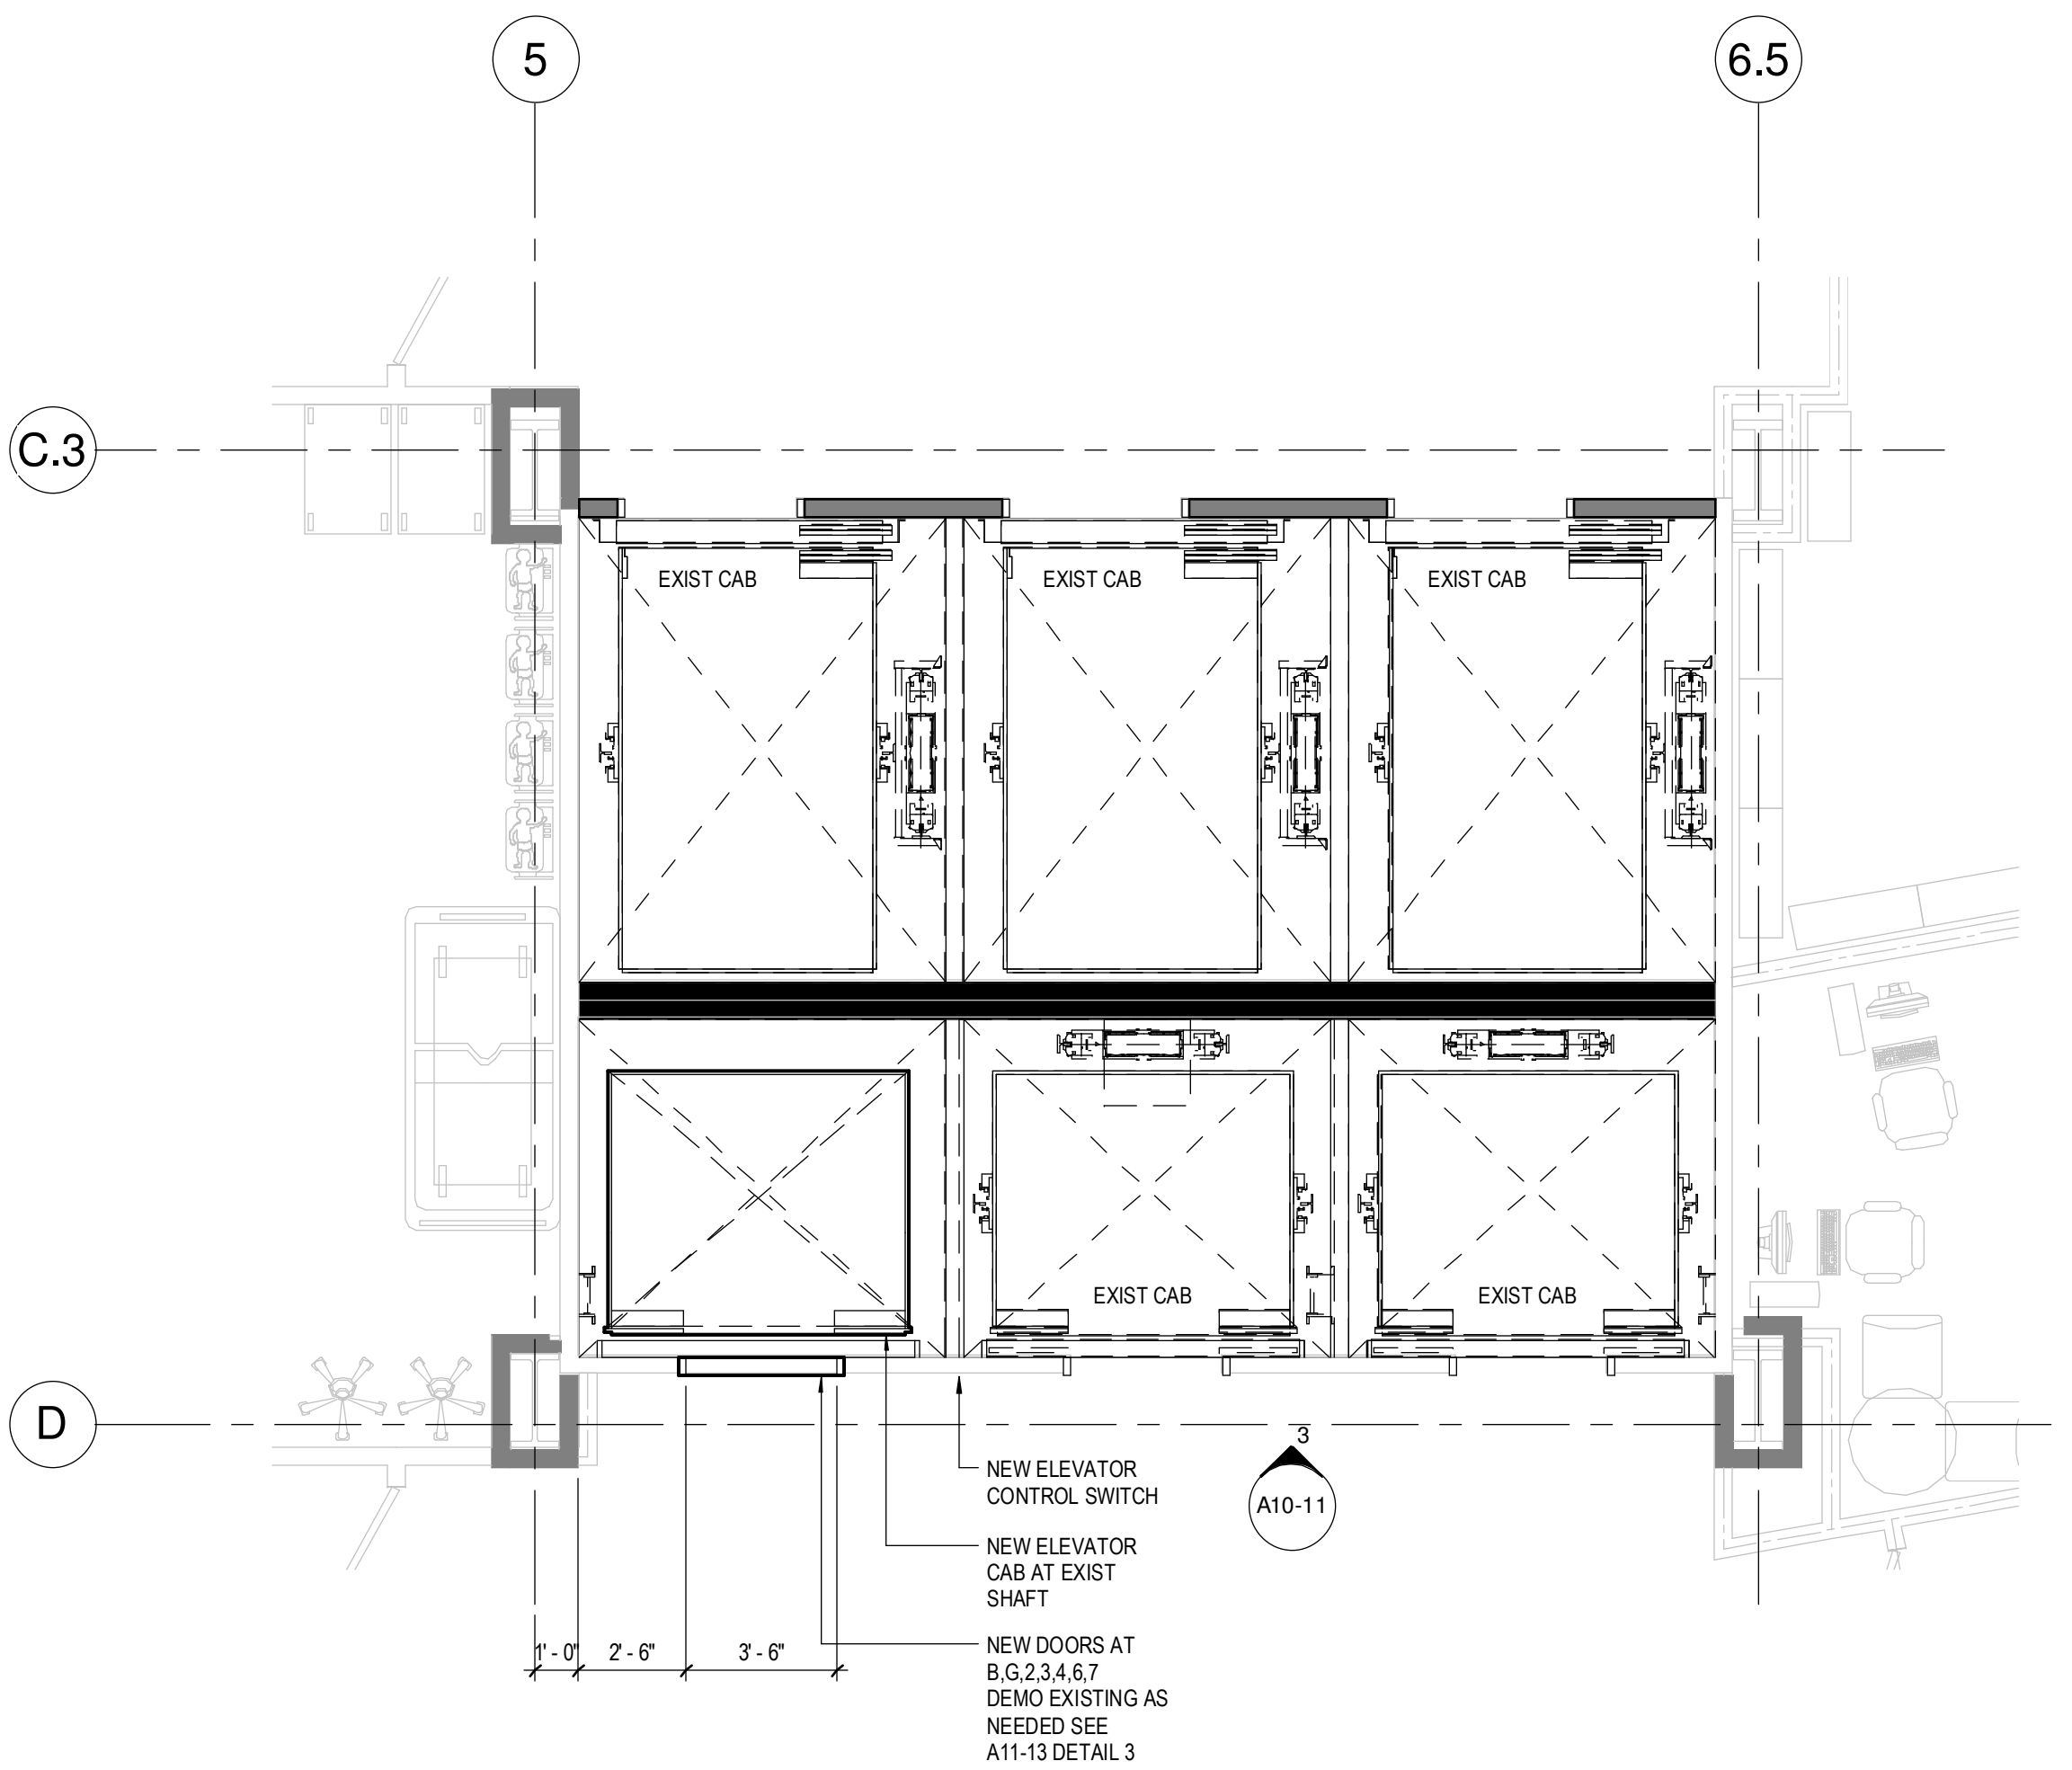 5
6.5
C.3
EXIST CAB
EXIST CAB
EXIST CAB
EXIST CAB
EXIST CAB
D
3
A10-11
NEW ELEVATOR
CONTROL SWITCH
NEW ELEVATOR
CAB AT EXIST
SHAFT
1' - 0"
2' - 6"
3' - 6"
NEW DOORS AT
B,G,2,3,4,6,7
DEMO EXISTING AS
NEEDED SEE
A11-13 DETAIL 3